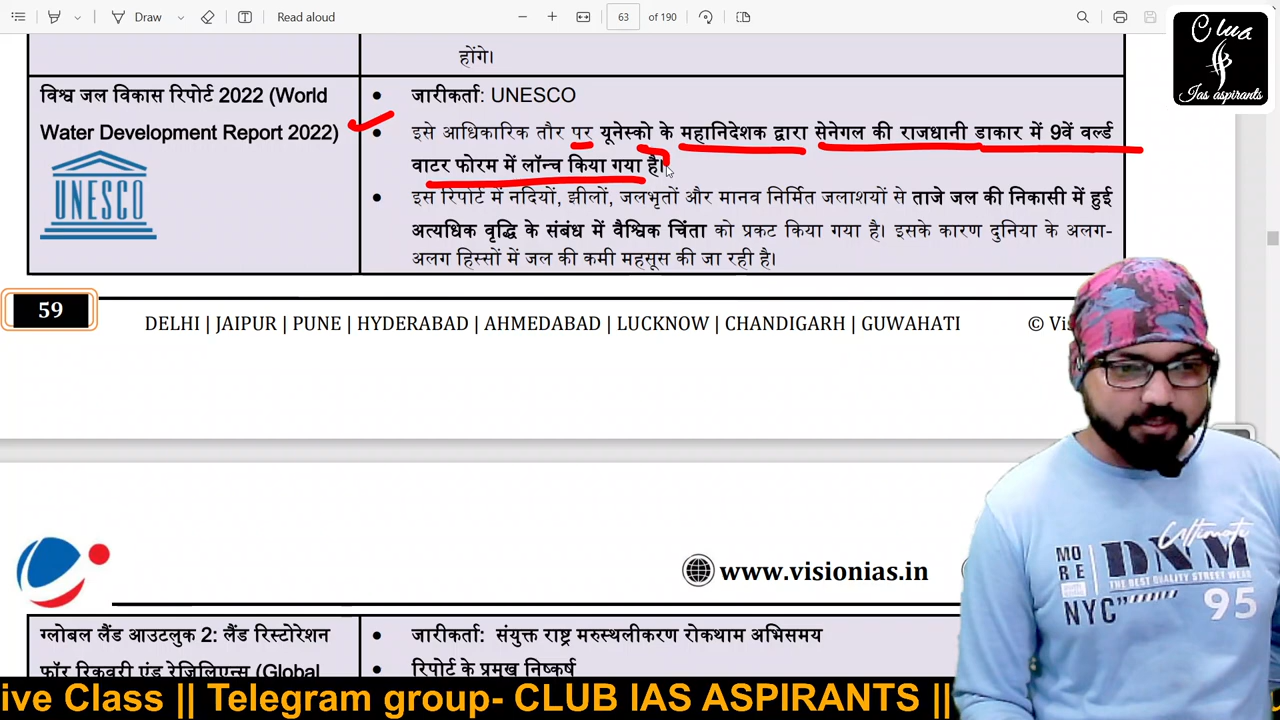 Draw
Read aloud
63
of 190
Club
Ias aspirants
होंगे।
विश्व जल विकास रिपोर्ट 2022 (World
Water Development Report 2022)
UNESCO
• जारीकर्ता: UNESCO
• इसे आधिकारिक तौर पर यूनेस्को के महानिदेशक द्वारा सेनेगल की राजधानी डाकार में 9वें वर्ल्ड
वाटर फोरम में लॉन्च किया गया है।
• इस रिपोर्ट में नदियों, झीलों, जलभृतों और मानव निर्मित जलाशयों से ताजे जल की निकासी में हुई
अत्यधिक वृद्धि के संबंध में वैश्विक चिंता को प्रकट किया गया है। इसके कारण दुनिया के अलग-
अलग हिस्सों में जल की कमी महसूस की जा रही है।
59
DELHI | JAIPUR | PUNE | HYDERABAD | AHMEDABAD | LUCKNOW | CHANDIGARH | GUWAHATI
©
www.visionias.in
ग्लोबल लैंड आउटलुक 2: लैंड रिस्टोरेशन
फॉर रिकवरी एंड रेजिलिएन्स (Global
• जारीकर्ता: संयुक्त राष्ट्र मरुस्थलीकरण रोकथाम अभिसमय
• रिपोर्ट के प्रमुख निष्कर्ष
Ultimate
MO
RE
DNM
THE BEST QUALITY STREET WEAR
NYC"
95
ive Class || Telegram group- CLUB IAS ASPIRANTS ||